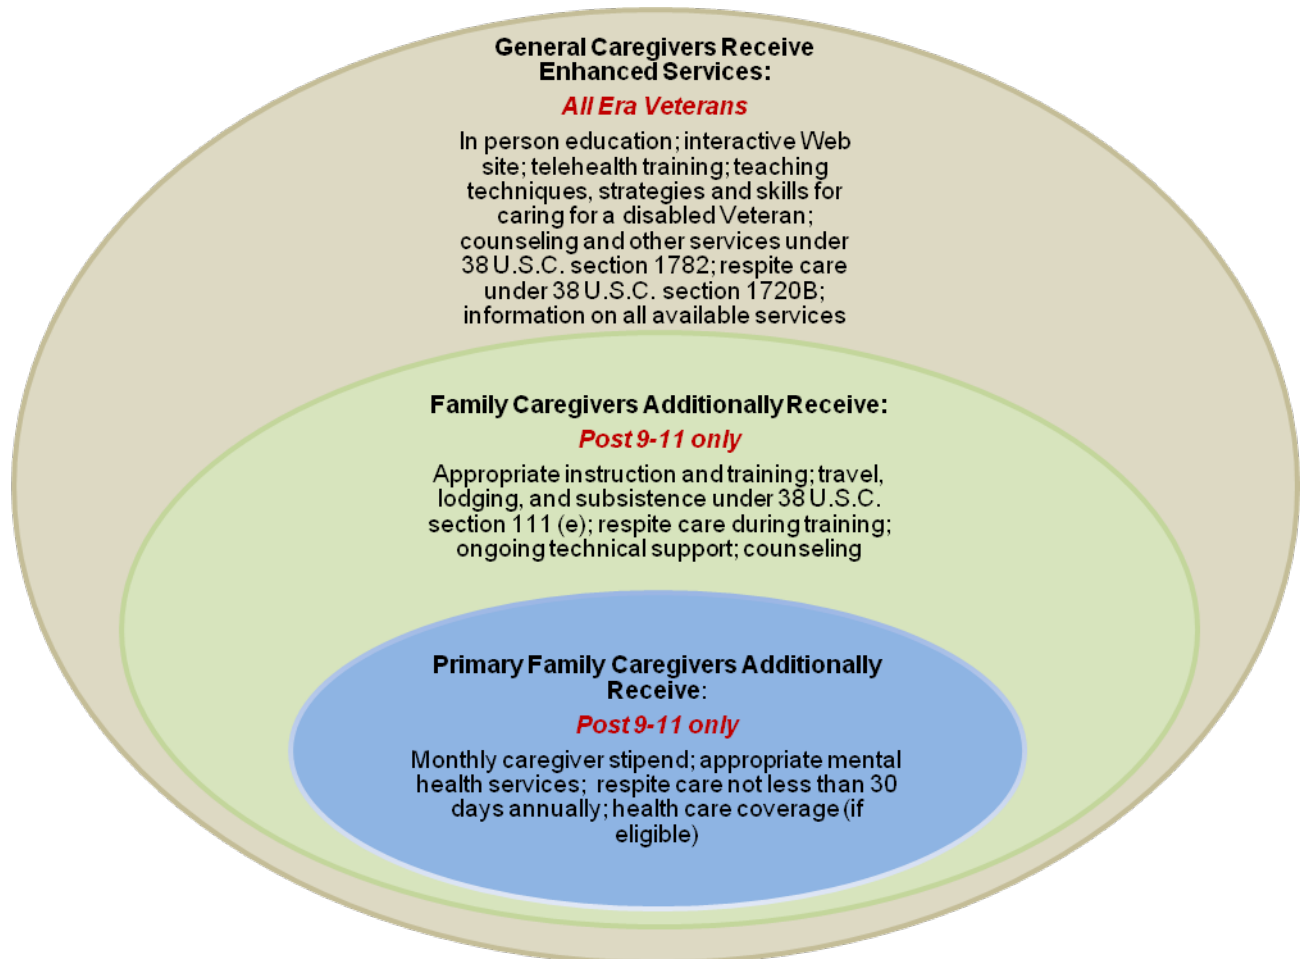 General Caregivers Receive
Enhanced Services:
All Era Veterans
In person education; interactive Web
site; telehealth training; teaching
techniques, strategies and skills for
caring for a disabled Veteran;
counseling and other services under
38 U.S.C. section 1782; respite care
under 38 U.S.C. section 1720B;
information on all available services
Family Caregivers Additionally Receive:
Post 9-11 only
Appropriate instruction and training; travel,
lodging, and subsistence under 38 U.S.C.
section 111 (e); respite care during training;
ongoing technical support; counseling
Primary Family Caregivers Additionally
Receive:
Post 9-11 only
Monthly caregiver stipend; appropriate mental
health services; respite care not less than 30
days annually; health care coverage (if
eligible)